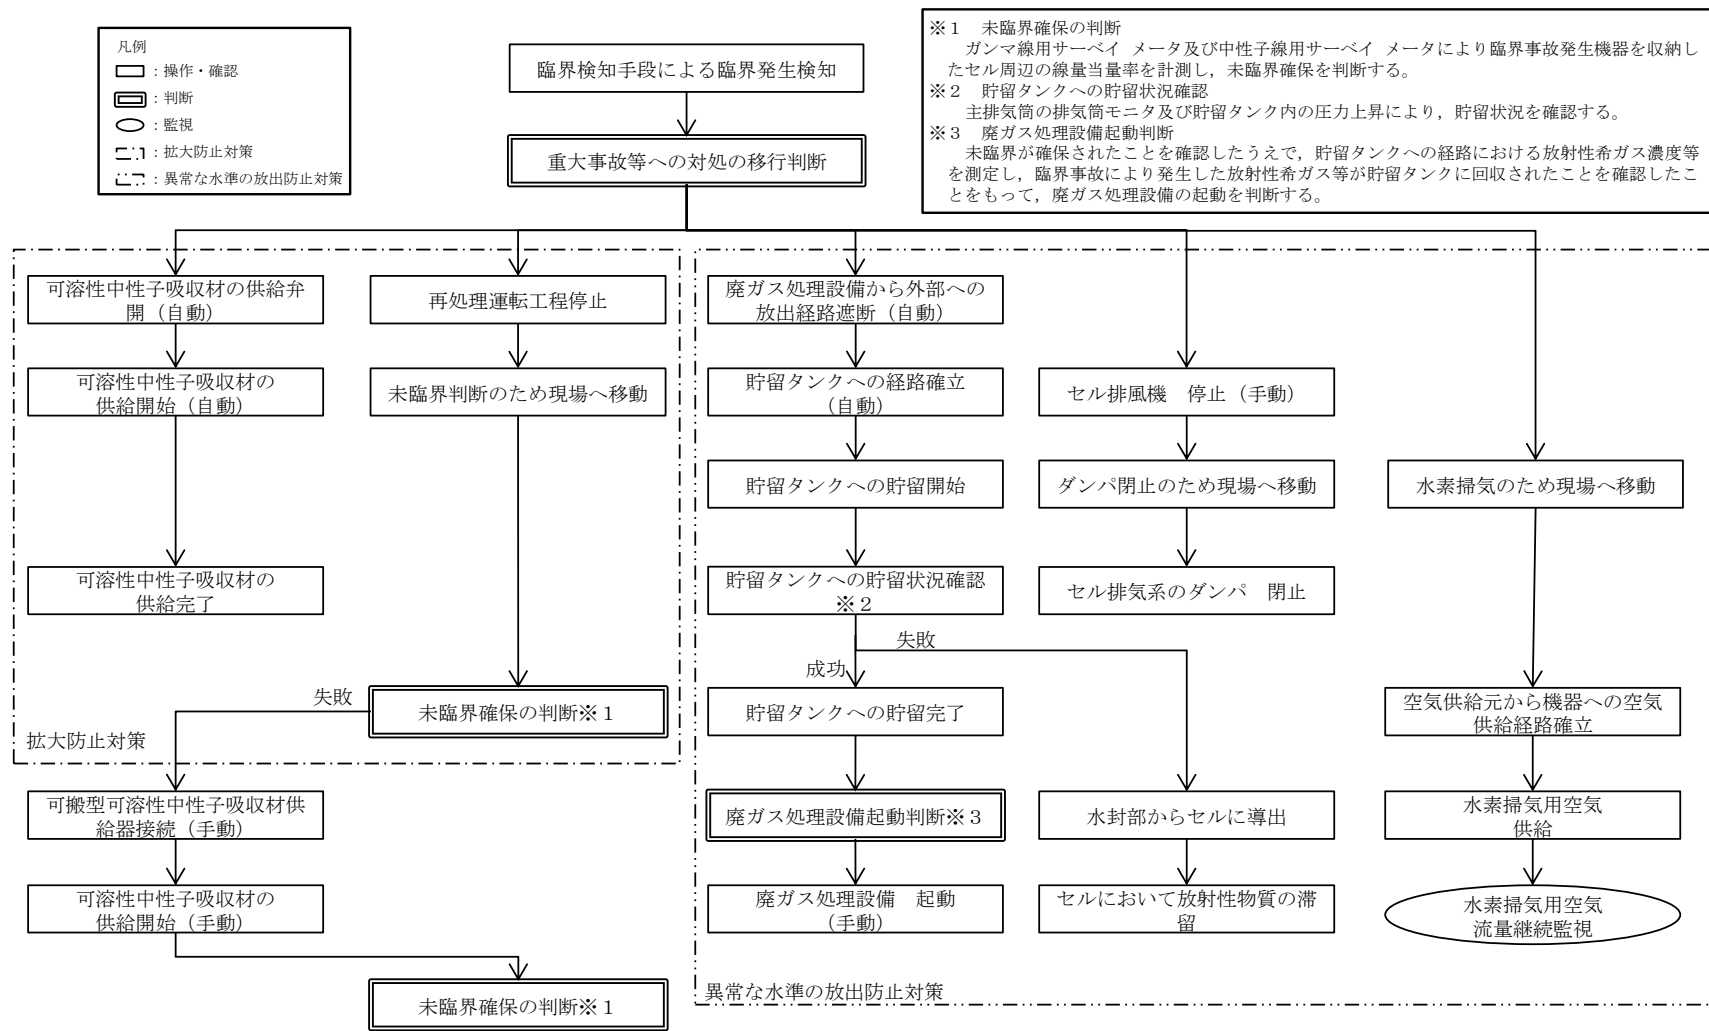 凡例
：操作・確認
：判断
：監視
：拡大防止対策
：異常な水準の放出防止対策
臨界検知手段による臨界発生検知
重大事故等への対処の移行判断
※１　未臨界確保の判断
ガンマ線用サーベイ メータ及び中性子線用サーベイ メータにより臨界事故発生機器を収納し
たセル周辺の線量当量率を計測し，未臨界確保を判断する。
※２　貯留タンクへの貯留状況確認
主排気筒の排気筒モニタ及び貯留タンク内の圧力上昇により，貯留状況を確認する。
※３　廃ガス処理設備起動判断
未臨界が確保されたことを確認したうえで，貯留タンクへの経路における放射性希ガス濃度等
を測定し，臨界事故により発生した放射性希ガス等が貯留タンクに回収されたことを確認したこ
とをもって，廃ガス処理設備の起動を判断する。
可溶性中性子吸収材の供給弁
開（自動）
可溶性中性子吸収材の
供給開始（自動）
可溶性中性子吸収材の
供給完了
再処理運転工程停止
未臨界判断のため現場へ移動
未臨界確保の判断※１
失敗
拡大防止対策
可搬型可溶性中性子吸収材供
給器接続（手動）
可溶性中性子吸収材の
供給開始（手動）
未臨界確保の判断※１
廃ガス処理設備から外部への
放出経路遮断（自動）
貯留タンクへの経路確立
（自動）
貯留タンクへの貯留開始
貯留タンクへの貯留状況確認
※２
失敗
成功
貯留タンクへの貯留完了
廃ガス処理設備起動判断※３
廃ガス処理設備　起動
（手動）
セル排風機　停止（手動）
ダンパ閉止のため現場へ移動
セル排気系のダンパ　閉止
水封部からセルに導出
セルにおいて放射性物質の滞
留
水素掃気のため現場へ移動
空気供給元から機器への空気
供給経路確立
水素掃気用空気
供給
水素掃気用空気
流量継続監視
異常な水準の放出防止対策